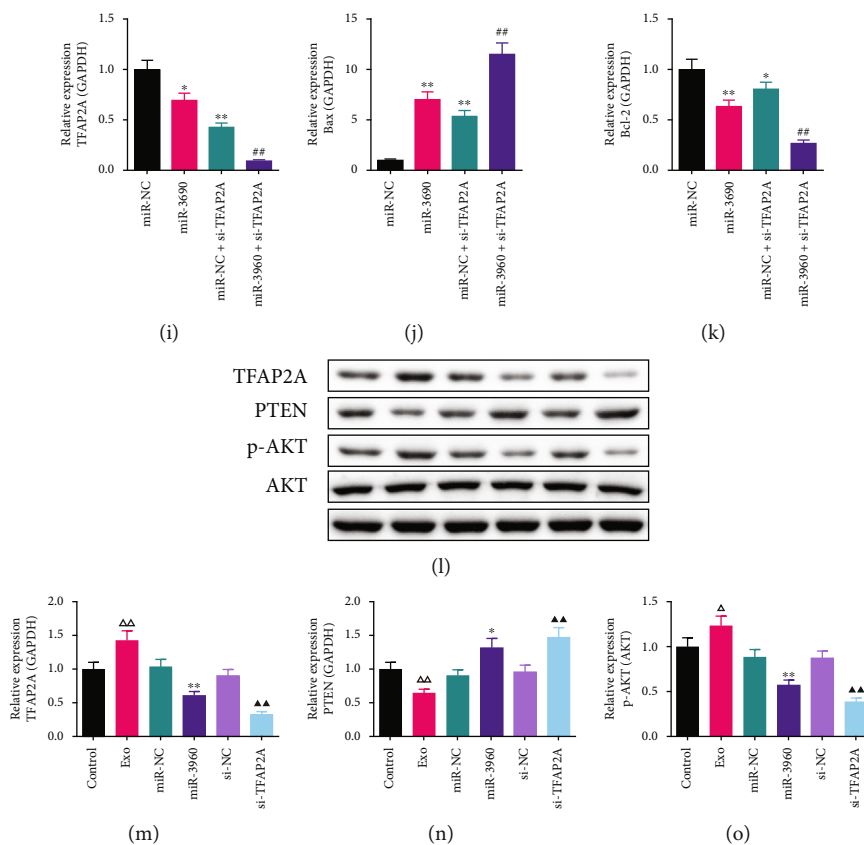 Relative expression
TFAP2A (GAPDH)
1.5
1.0
0.5
0.0
*
**
##
miR-NC
miR-3690
miR-NC + si-TFAP2A
miR-3960 + si-TFAP2A
(i)
Relative expression
Bax (GAPDH)
15
10
5
0
**
**
##
miR-NC
miR-3690
miR-NC + si-TFAP2A
miR-3960 + si-TFAP2A
(j)
Relative expression
Bcl-2 (GAPDH)
1.5
1.0
0.5
0.0
**
*
##
miR-NC
miR-3690
miR-NC + si-TFAP2A
miR-3960 + si-TFAP2A
(k)
TFAP2A
PTEN
p-AKT
AKT
(l)
Relative expression
TFAP2A (GAPDH)
2.0
1.5
1.0
0.5
0.0
△△
**
▲▲
Control
Exo
miR-NC
miR-3960
si-NC
si-TFAP2A
(m)
Relative expression
PTEN (GAPDH)
2.0
1.5
1.0
0.5
0.0
△△
*
▲▲
Control
Exo
miR-NC
miR-3960
si-NC
si-TFAP2A
(n)
Relative expression
p-AKT (AKT)
1.5
1.0
0.5
0.0
△
**
▲▲
Control
Exo
miR-NC
miR-3960
si-NC
si-TFAP2A
(o)